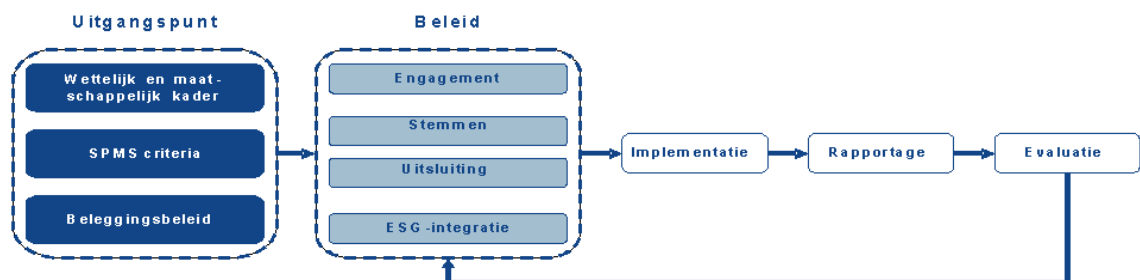 Uitgangspunt
Wettelijk en maat-
schappelijk kader
SPMS criteria
Beleggingsbeleid
Beleid
Engagement
Stemmen
Uitsluiting
ESG-integratie
Implementatie
Rapportage
Evaluatie